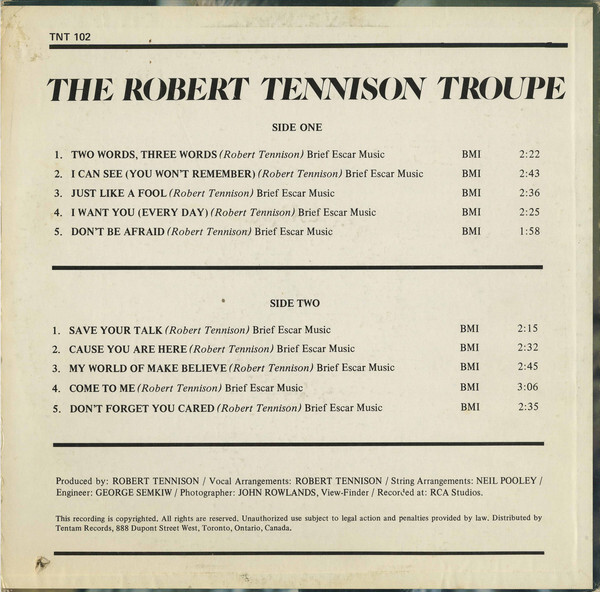 TNT 102
THE ROBERT TENNISON TROUPE
SIDE ONE
1. TWO WORDS, THREE WORDS (Robert Tennison) Brief Escar Music BMI 2:22
2. I CAN SEE (YOU WON'T REMEMBER) (Robert Tennison) Brief Escar Music BMI 2:43
3. JUST LIKE A FOOL (Robert Tennison) Brief Escar Music BMI 2:36
4. I WANT YOU (EVERY DAY) (Robert Tennison) Brief Escar Music BMI 2:25
5. DON'T BE AFRAID (Robert Tennison) Brief Escar Music BMI 1:58
SIDE TWO
1. SAVE YOUR TALK (Robert Tennison) Brief Escar Music BMI 2:15
2. CAUSE YOU ARE HERE (Robert Tennison) Brief Escar Music BMI 2:32
3. MY WORLD OF MAKE BELIEVE (Robert Tennison) Brief Escar Music BMI 2:45
4. COME TO ME (Robert Tennison) Brief Escar Music BMI 3:06
5. DON'T FORGET YOU CARED (Robert Tennison) Brief Escar Music BMI 2:35
Produced by: ROBERT TENNISON / Vocal Arrangements: ROBERT TENNISON / String Arrangements: NEIL POOLEY /
Engineer: GEORGE SEMKIW / Photographer: JOHN ROWLANDS, View-Finder / Recorded at: RCA Studios.
This recording is copyrighted. All rights are reserved. Unauthorized use subject to legal action and penalties provided by law. Distributed by
Tentam Records, 888 Dupont Street West, Toronto, Ontario, Canada.